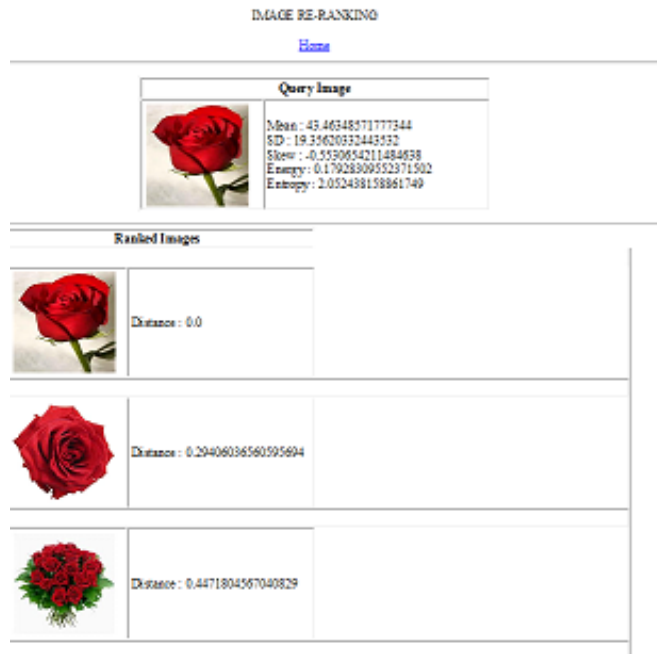 IMAGE RE-RANKING
Home
Query Image
Mean : 43.46348571777344
SD : 19.35620332443532
Skew : -0.5530654211484638
Energy : 0.17928309552371502
Entropy : 2.052438158861749
Ranked Images
Distance : 0.0
Distance : 0.29406036560595694
Distance : 0.4471804567040829